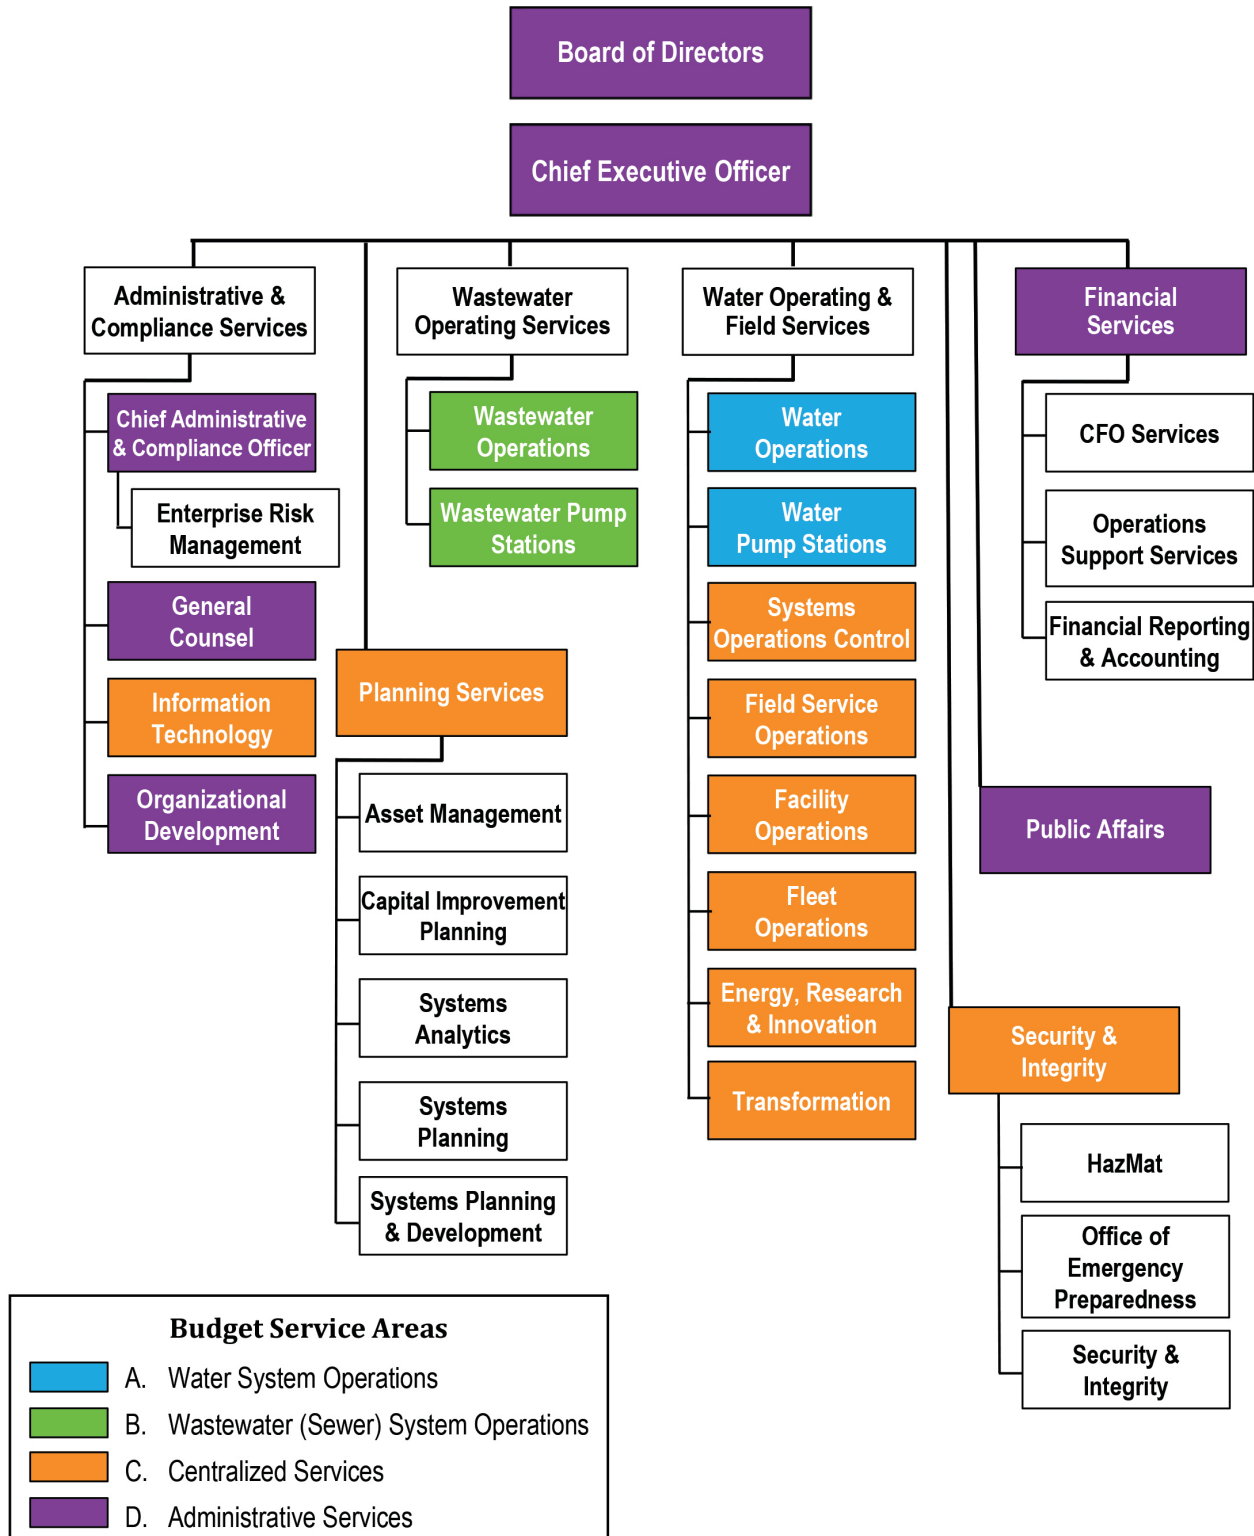 Board of Directors
Chief Executive Officer
Administrative &
Compliance Services
Chief Administrative
& Compliance Officer
Enterprise Risk
Management
General
Counsel
Information
Technology
Organizational
Development
Planning Services
Asset Management
Capital Improvement
Planning
Systems
Analytics
Systems
Planning
Systems Planning
& Development
Wastewater
Operating Services
Wastewater
Operations
Wastewater Pump
Stations
Water Operating &
Field Services
Water
Operations
Water
Pump Stations
Systems
Operations Control
Field Service
Operations
Facility
Operations
Fleet
Operations
Energy, Research
& Innovation
Transformation
Financial
Services
CFO Services
Operations
Support Services
Financial Reporting
& Accounting
Public Affairs
Security &
Integrity
HazMat
Office of
Emergency
Preparedness
Security &
Integrity
Budget Service Areas
A. Water System Operations
B. Wastewater (Sewer) System Operations
C. Centralized Services
D. Administrative Services